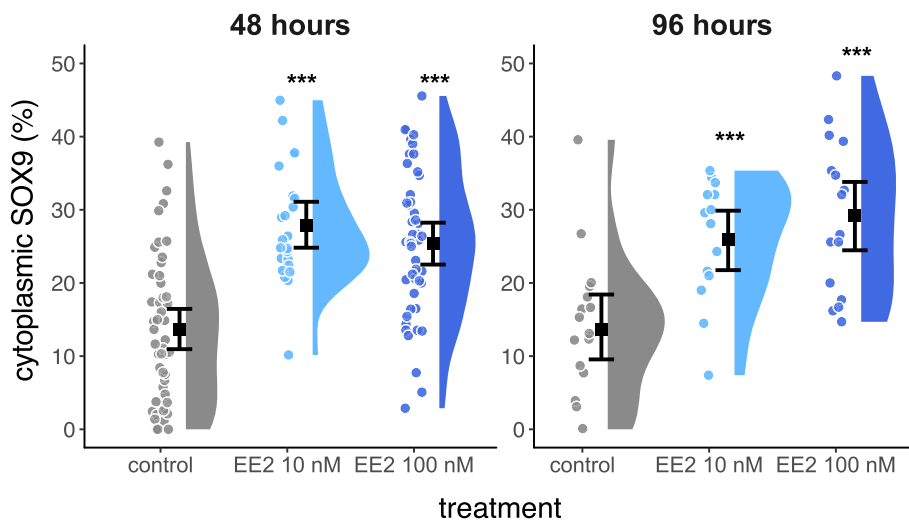 48 hours
96 hours
cytoplasmic SOX9 (%)
50
40
30
20
10
0
***
***
control
EE2 10 nM
EE2 100 nM
50
40
30
20
10
0
***
***
control
EE2 10 nM
EE2 100 nM
treatment